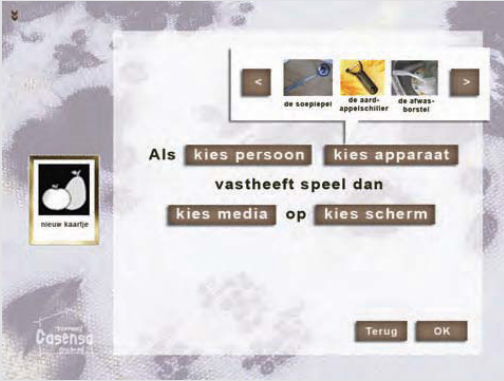 <
de soeplepel
de aard-
appelschiller
de afwas-
borstel
>
Als kies persoon kies apparaat
vastheeft speel dan
kies media op kies scherm
nieuw kaartje
Casensa
Terug OK